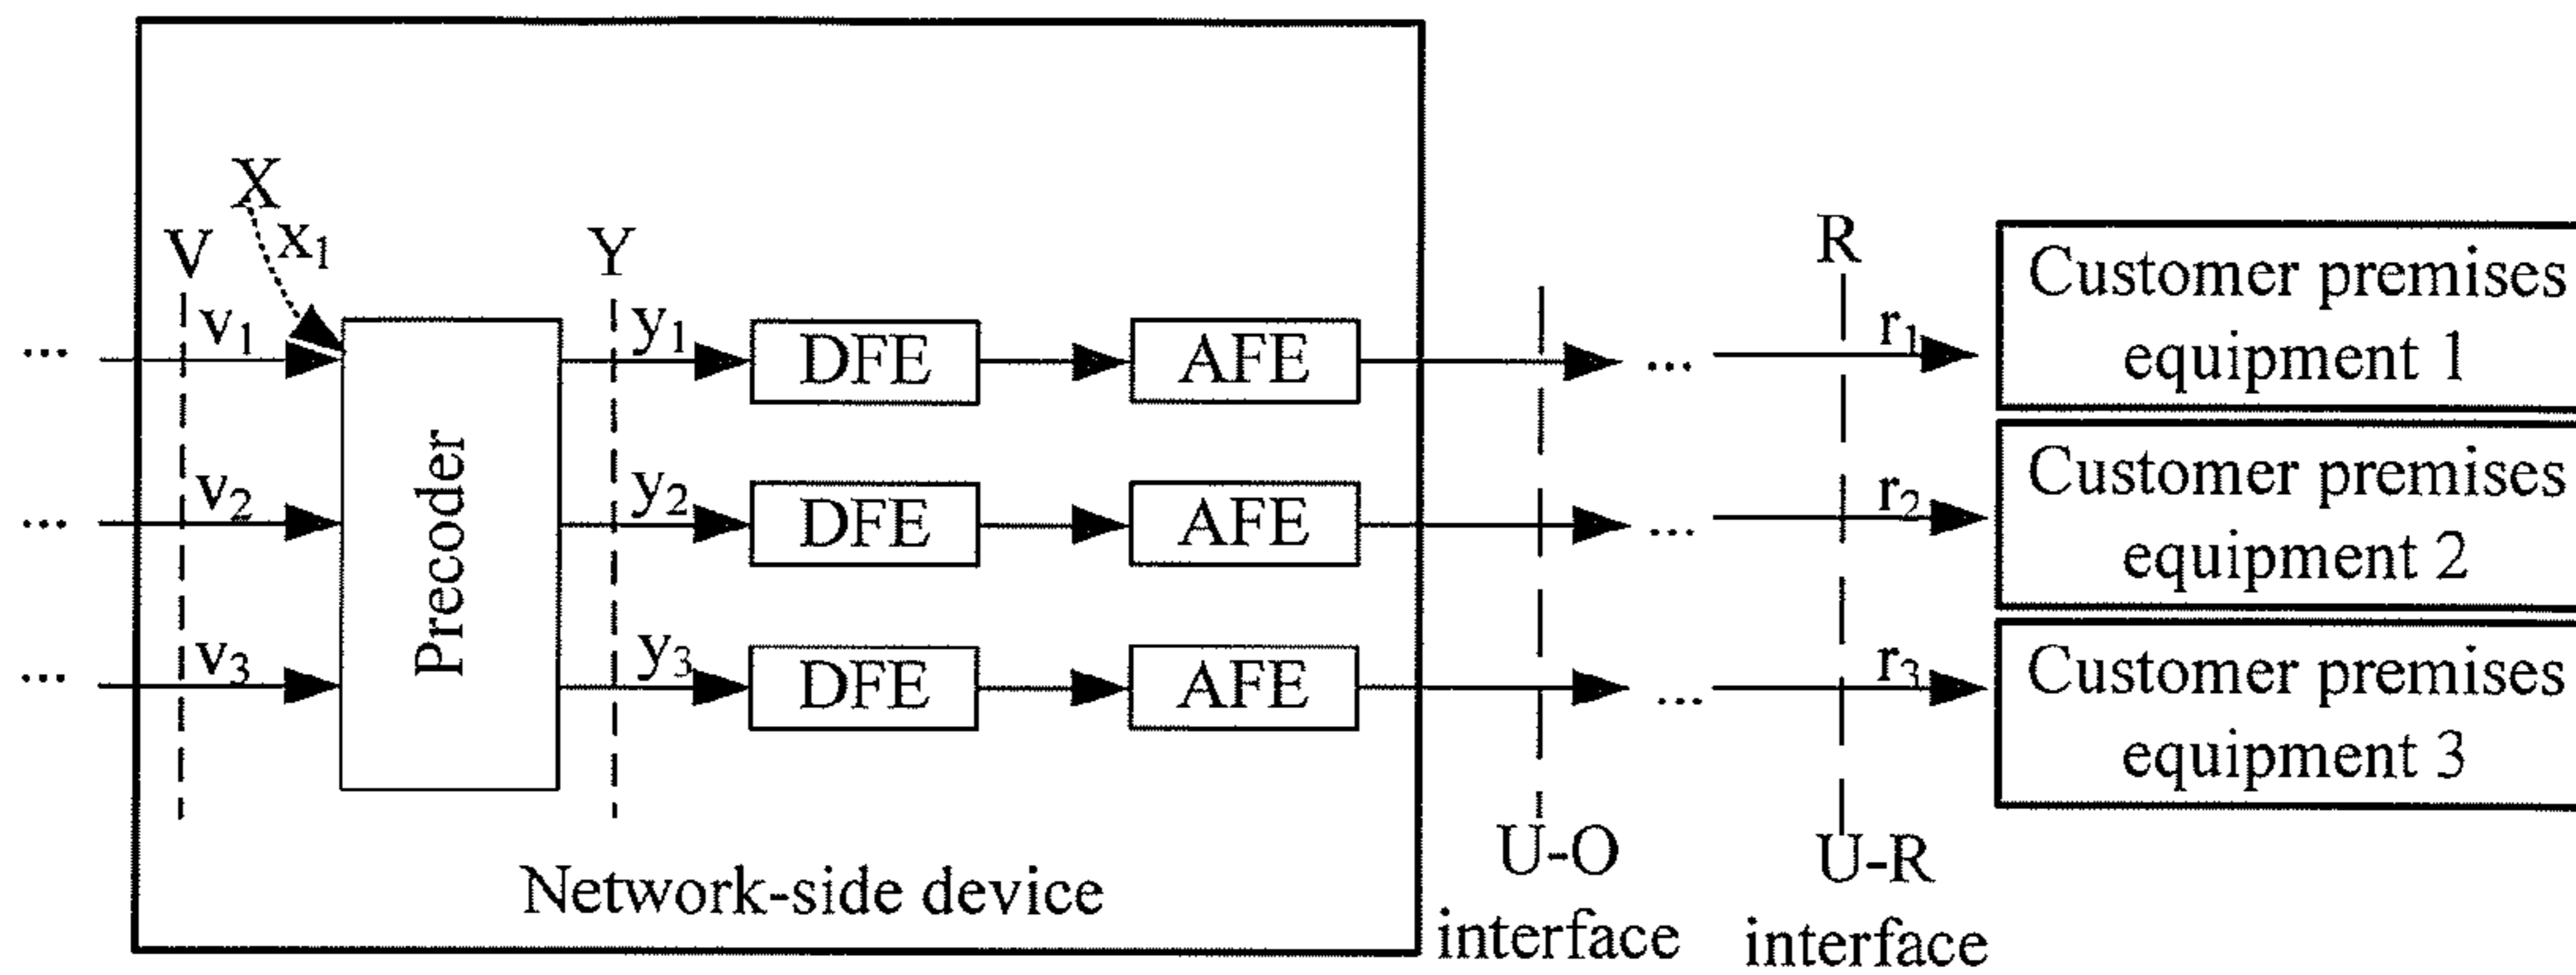 X
x1
V
Y
R
... v1 y1 DFE AFE ... r1 Customer premises
equipment 1
Precoder
... v2 y2 DFE AFE ... r2 Customer premises
equipment 2
... v3 y3 DFE AFE ... r3 Customer premises
equipment 3
Network-side device
U-O
interface
U-R
interface